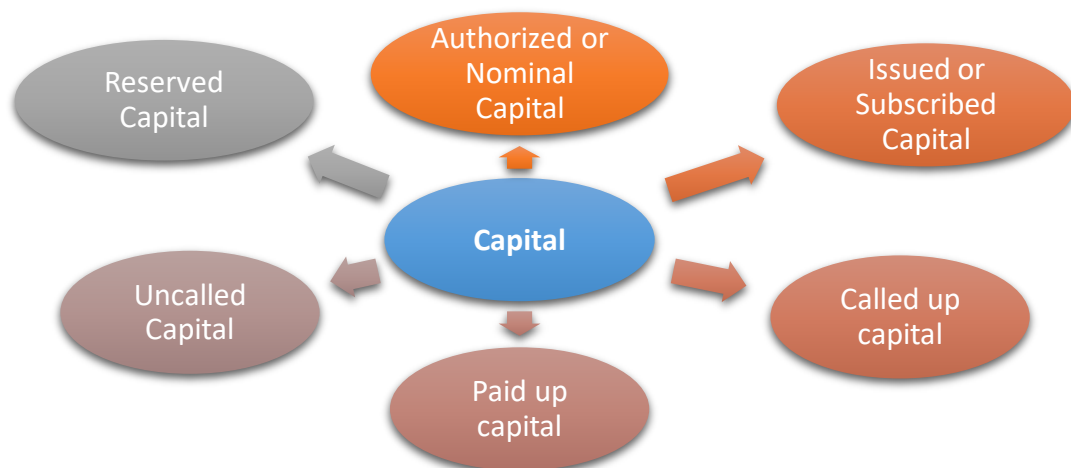 Authorized or
Nominal
Capital
Issued or
Subscribed
Capital
Called up
capital
Paid up
capital
Uncalled
Capital
Reserved
Capital
Capital